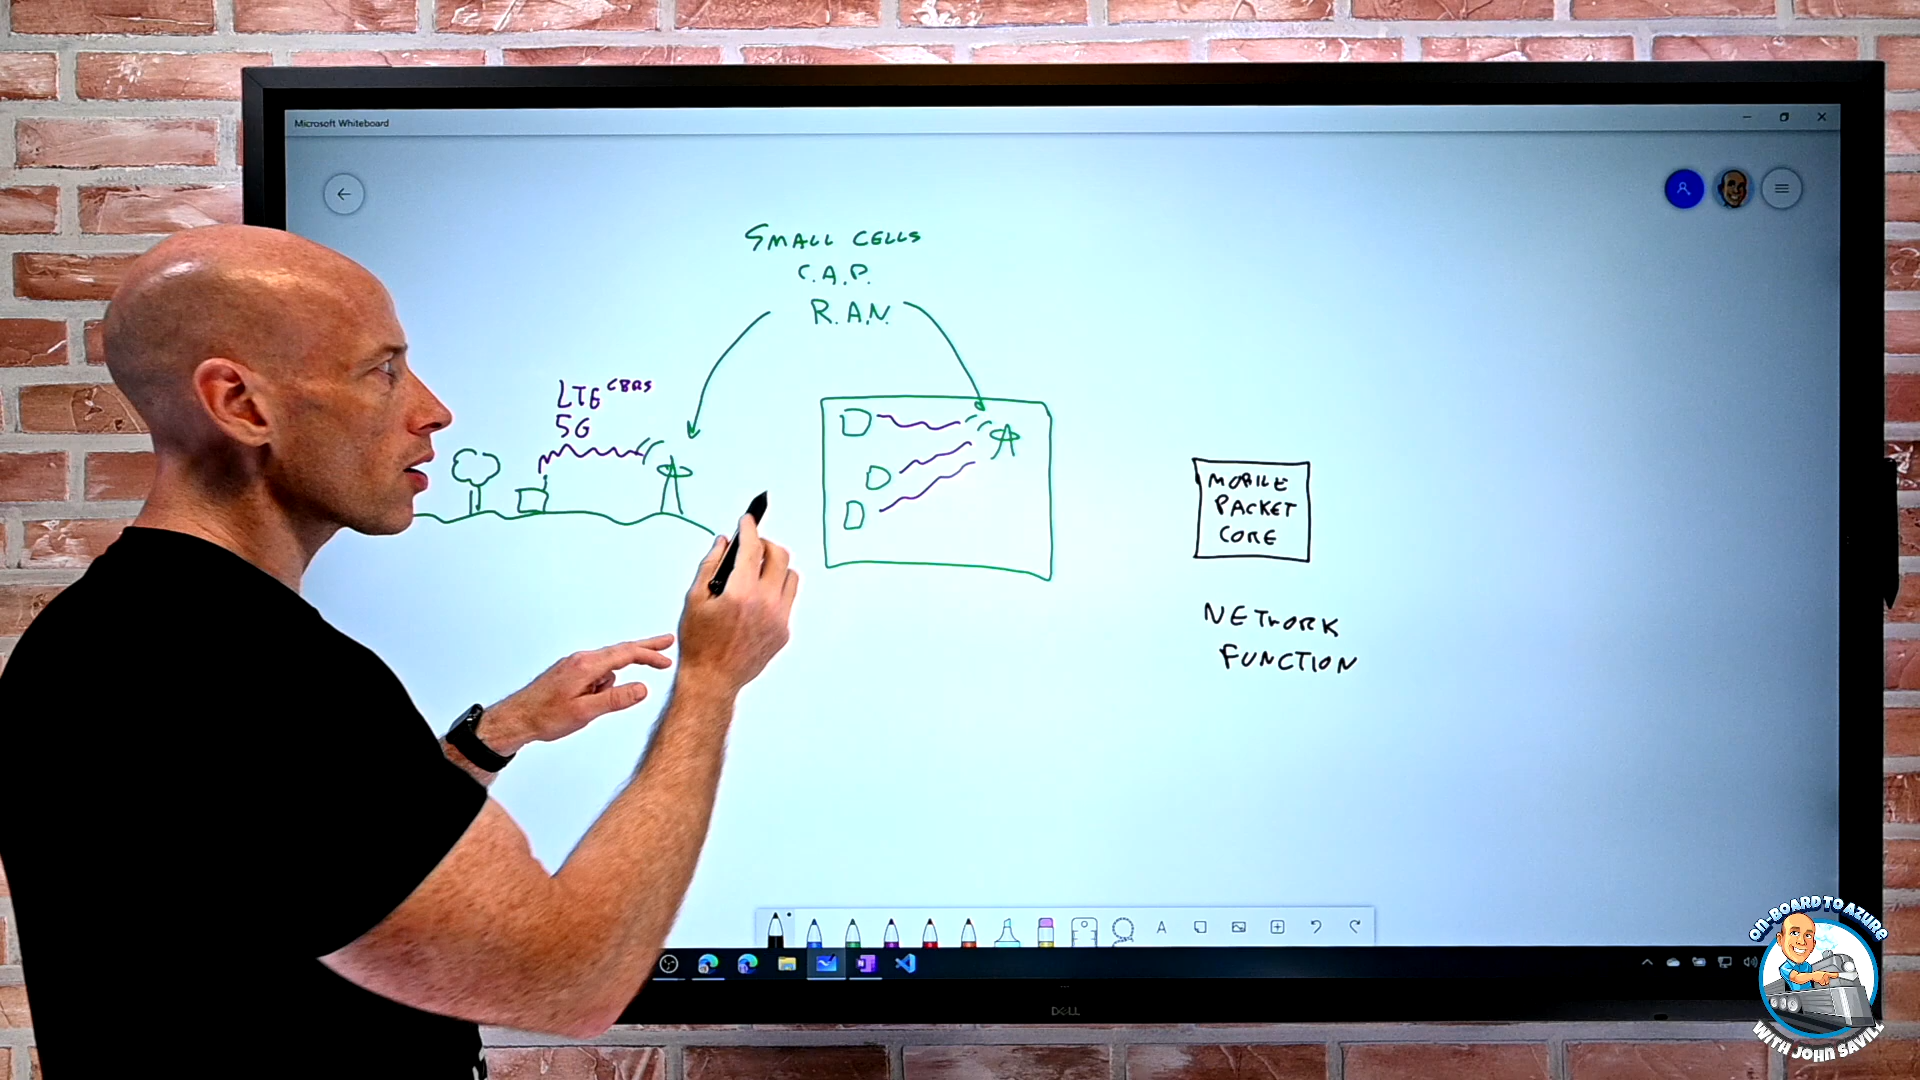 Microsoft Whiteboard
SMALL CELLS
C.A.P.
R.A.N.
LTE CBRS
5G
MOBILE
PACKET
CORE
NETWORK
FUNCTION
A
DELL
ON-BOARD TO AZURE
WITH JOHN SAVILL